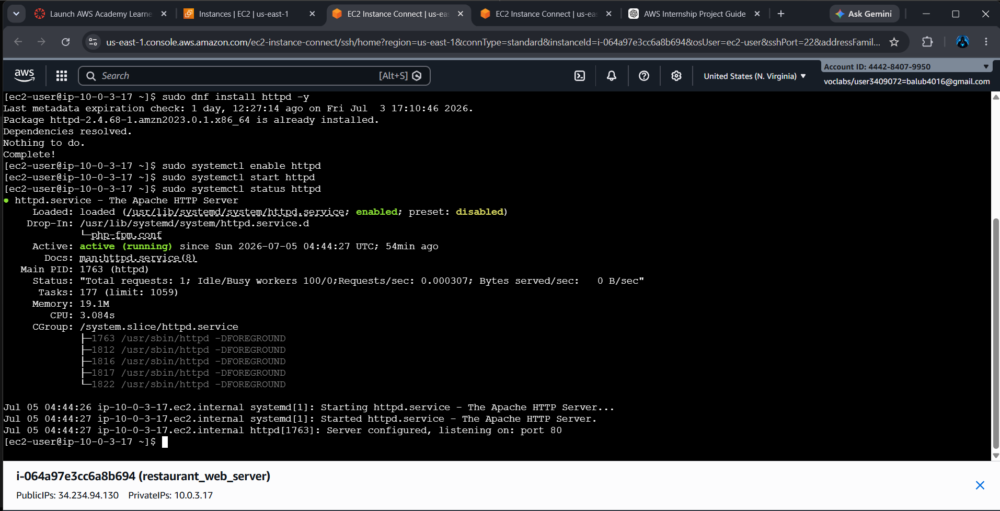 Launch AWS Academy Learne
Instances | EC2 | us-east-1
EC2 Instance Connect | us-eas
EC2 Instance Connect | us-eas
AWS Internship Project Guide
Ask Gemini
us-east-1.console.aws.amazon.com/ec2-instance-connect/ssh/home?region=us-east-1&connType=standard&instanceId=i-064a97e3cc6a8b694&osUser=ec2-user&sshPort=22&addressFamil...
aws
Search
[Alt+S]
United States (N. Virginia)
Account ID: 4442-8407-9950
voclabs/user3409072=balub4016@gmail.com
[ec2-user@ip-10-0-3-17 ~]$ sudo dnf install httpd -y
Last metadata expiration check: 1 day, 12:27:14 ago on Fri Jul  3 17:10:46 2026.
Package httpd-2.4.68-1.amzn2023.0.1.x86_64 is already installed.
Dependencies resolved.
Nothing to do.
Complete!
[ec2-user@ip-10-0-3-17 ~]$ sudo systemctl enable httpd
[ec2-user@ip-10-0-3-17 ~]$ sudo systemctl start httpd
[ec2-user@ip-10-0-3-17 ~]$ sudo systemctl status httpd
● httpd.service - The Apache HTTP Server
     Loaded: loaded (/usr/lib/systemd/system/httpd.service; enabled; preset: disabled)
    Drop-In: /usr/lib/systemd/system/httpd.service.d
             └─php-fpm.conf
     Active: active (running) since Sun 2026-07-05 04:44:27 UTC; 54min ago
       Docs: man:httpd.service(8)
   Main PID: 1763 (httpd)
     Status: "Total requests: 1; Idle/Busy workers 100/0;Requests/sec: 0.000307; Bytes served/sec:   0 B/sec"
      Tasks: 177 (limit: 1059)
     Memory: 19.1M
        CPU: 3.084s
     CGroup: /system.slice/httpd.service
             ├─1763 /usr/sbin/httpd -DFOREGROUND
             ├─1812 /usr/sbin/httpd -DFOREGROUND
             ├─1816 /usr/sbin/httpd -DFOREGROUND
             ├─1817 /usr/sbin/httpd -DFOREGROUND
             └─1822 /usr/sbin/httpd -DFOREGROUND
Jul 05 04:44:26 ip-10-0-3-17.ec2.internal systemd[1]: Starting httpd.service - The Apache HTTP Server...
Jul 05 04:44:27 ip-10-0-3-17.ec2.internal systemd[1]: Started httpd.service - The Apache HTTP Server.
Jul 05 04:44:27 ip-10-0-3-17.ec2.internal httpd[1763]: Server configured, listening on: port 80
[ec2-user@ip-10-0-3-17 ~]$
i-064a97e3cc6a8b694 (restaurant_web_server)
PublicIPs: 34.234.94.130 PrivateIPs: 10.0.3.17